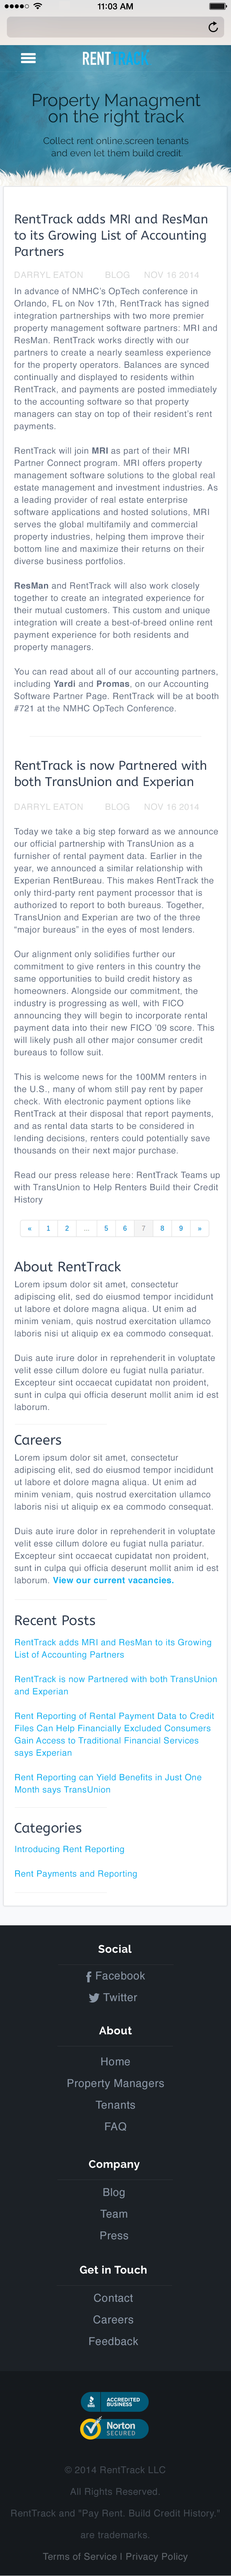 11:03 AM
RENTTRACK
Property Managment
on the right track
Collect rent online,screen tenants
and even let them build credit
RentTrack adds MRI and ResMan
to its Growing List of Accounting
Partners
DARRYL EATON BLOG NOV 16 2014
In advance of NMHC's OpTech conference in
Orlando, FL on Nov 17th, RentTrack has signed
integration partnerships with two more premier
property management software partners: MRI and
ResMan. RentTrack works directly with our
partners to create a nearly seamless experience
for the property operators. Balances are synced
continually and displayed to residents within
RentTrack, and payments are posted immediately
to the accounting software so that property
managers can stay on top of their resident's rent
payments.
RentTrack will join MRI as part of their MRI
Partner Connect program. MRI offers property
management software solutions to the global real
estate management and investment industries. As
a leading provider of real estate enterprise
software applications and hosted solutions, MRI
serves the global multifamily and commercial
property industries, helping them improve their
bottom line and maximize their returns on their
diverse business portfolios.
ResMan and RentTrack will also work closely
together to create an integrated experience for
their mutual customers. This custom and unique
integration will create a best-of-breed online rent
payment experience for both residents and
property managers.
You can read about all of our accounting partners,
including Yardi and Promas, on our Accounting
Software Partner Page. RentTrack will be at booth
#721 at the NMHC OpTech Conference.
RentTrack is now Partnered with
both TransUnion and Experian
DARRYL EATON BLOG NOV 16 2014
Today we take a big step forward as we announce
our official partnership with TransUnion as a
furnisher of rental payment data. Earlier in the
year, we announced a similar relationship with
Experian RentBureau. This makes RentTrack the
only third-party rent payment processor that is
authorized to report to both bureaus. Together,
TransUnion and Experian are two of the three
"major bureaus" in the eyes of most lenders.
Our alignment only solidifies further our
commitment to give renters in this country the
same opportunities to build credit history as
homeowners. Alongside our commitment, the
industry is progressing as well, with FICO
announcing they will begin to incorporate rental
payment data into their new FICO '09 score. This
will likely push all other major consumer credit
bureaus to follow suit.
This is welcome news for the 100MM renters in
the U.S., many of whom still pay rent by paper
check. With electronic payment options like
RentTrack at their disposal that report payments,
and as rental data starts to be considered in
lending decisions, renters could potentially save
thousands on their next major purchase.
Read our press release here: RentTrack Teams up
with TransUnion to Help Renters Build their Credit
History
« 1 2 ... 5 6 7 8 9 »
About RentTrack
Lorem ipsum dolor sit amet, consectetur
adipiscing elit, sed do eiusmod tempor incididunt
ut labore et dolore magna aliqua. Ut enim ad
minim veniam, quis nostrud exercitation ullamco
laboris nisi ut aliquip ex ea commodo consequat.
Duis aute irure dolor in reprehenderit in voluptate
velit esse cillum dolore eu fugiat nulla pariatur.
Excepteur sint occaecat cupidatat non proident,
sunt in culpa qui officia deserunt mollit anim id est
laborum.
Careers
Lorem ipsum dolor sit amet, consectetur
adipiscing elit, sed do eiusmod tempor incididunt
ut labore et dolore magna aliqua. Ut enim ad
minim veniam, quis nostrud exercitation ullamco
laboris nisi ut aliquip ex ea commodo consequat.
Duis aute irure dolor in reprehenderit in voluptate
velit esse cillum dolore eu fugiat nulla pariatur.
Excepteur sint occaecat cupidatat non proident,
sunt in culpa qui officia deserunt mollit anim id est
laborum. View our current vacancies.
Recent Posts
RentTrack adds MRI and ResMan to its Growing
List of Accounting Partners
RentTrack is now Partnered with both TransUnion
and Experian
Rent Reporting of Rental Payment Data to Credit
Files Can Help Financially Excluded Consumers
Gain Access to Traditional Financial Services
says Experian
Rent Reporting can Yield Benefits in Just One
Month says TransUnion
Categories
Introducing Rent Reporting
Rent Payments and Reporting
Social
Facebook
Twitter
About
Home
Property Managers
Tenants
FAQ
Company
Blog
Team
Press
Get in Touch
Contact
Careers
Feedback
BBB
ACCREDITED
BUSINESS
Norton
SECURED
© 2014 RentTrack LLC
All Rights Reserved.
RentTrack and "Pay Rent. Build Credit History."
are trademarks.
Terms of Service | Privacy Policy